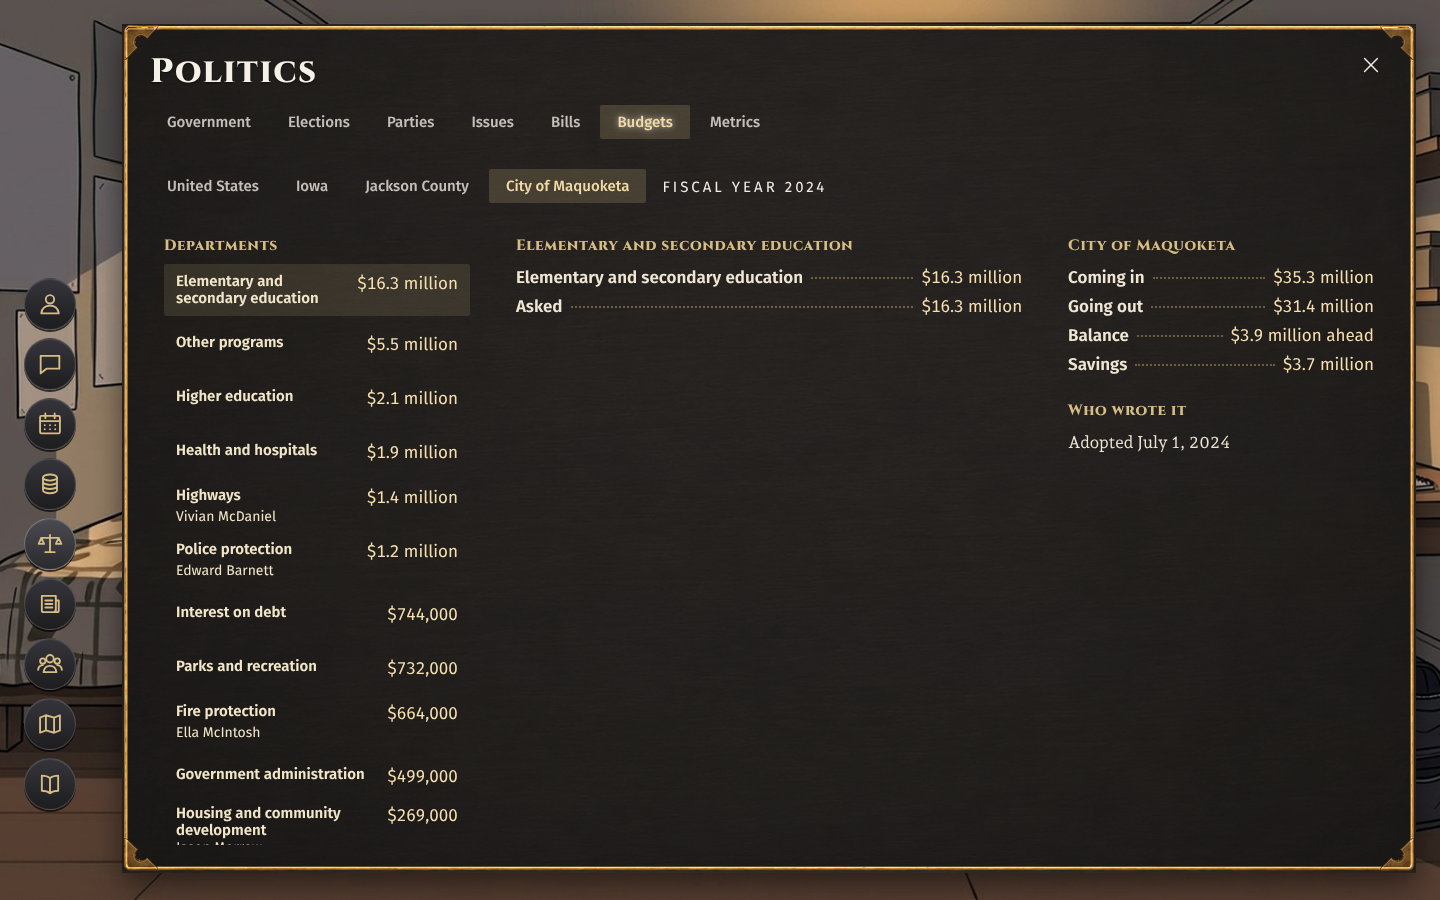 Politics
Government Elections Parties Issues Bills Budgets Metrics
United States Iowa Jackson County City of Maquoketa FISCAL YEAR 2024
Departments
Elementary and secondary education $16.3 million
Other programs $5.5 million
Higher education $2.1 million
Health and hospitals $1.9 million
Highways $1.4 million
Vivian McDaniel
Police protection $1.2 million
Edward Barnett
Interest on debt $744,000
Parks and recreation $732,000
Fire protection $664,000
Ella McIntosh
Government administration $499,000
Housing and community development $269,000
Elementary and secondary education
Elementary and secondary education $16.3 million
Asked $16.3 million
City of Maquoketa
Coming in $35.3 million
Going out $31.4 million
Balance $3.9 million ahead
Savings $3.7 million
Who wrote it
Adopted July 1, 2024